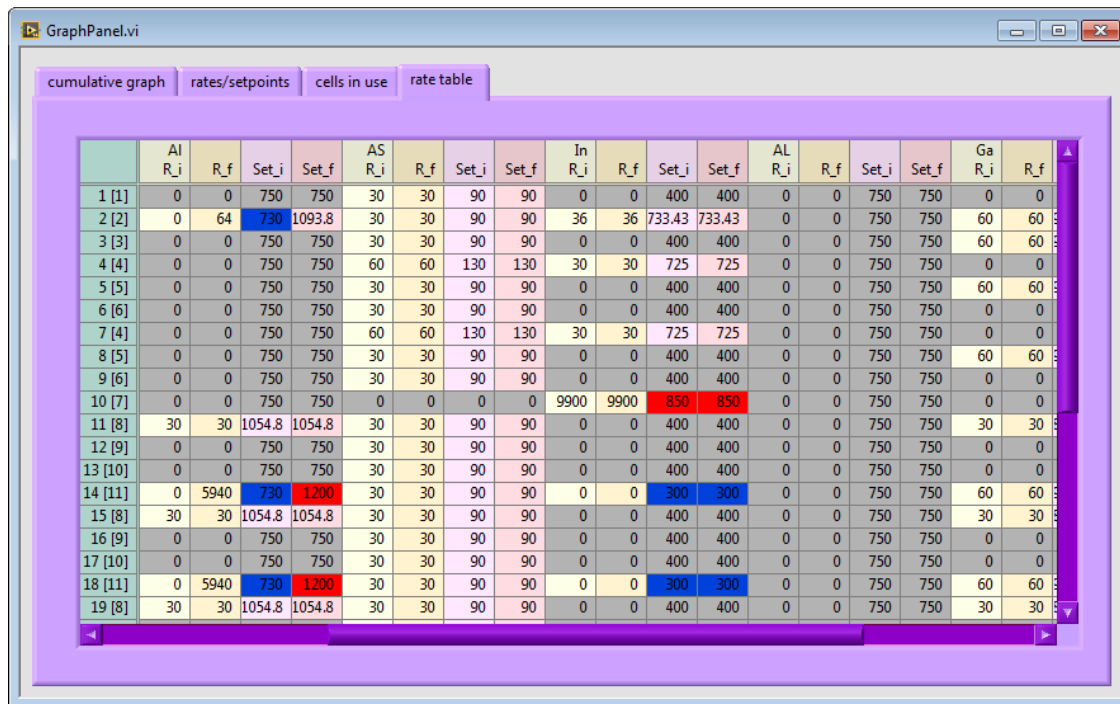 GraphPanel.vi
cumulative graph rates/setpoints cells in use rate table
Al AS In AL Ga
R_i R_f Set_i Set_f R_i R_f Set_i Set_f R_i R_f Set_i Set_f R_i R_f Set_i Set_f R_i R_f
1 [1] 0 0 750 750 30 30 90 90 0 0 400 400 0 0 750 750 0 0
2 [2] 0 64 730 1093.8 30 30 90 90 36 36 733.43 733.43 0 0 750 750 60 60
3 [3] 0 0 750 750 30 30 90 90 0 0 400 400 0 0 750 750 60 60
4 [4] 0 0 750 750 60 60 130 130 30 30 725 725 0 0 750 750 0 0
5 [5] 0 0 750 750 30 30 90 90 0 0 400 400 0 0 750 750 60 60
6 [6] 0 0 750 750 30 30 90 90 0 0 400 400 0 0 750 750 0 0
7 [4] 0 0 750 750 60 60 130 130 30 30 725 725 0 0 750 750 0 0
8 [5] 0 0 750 750 30 30 90 90 0 0 400 400 0 0 750 750 60 60
9 [6] 0 0 750 750 30 30 90 90 0 0 400 400 0 0 750 750 0 0
10 [7] 0 0 750 750 0 0 0 0 9900 9900 850 850 0 0 750 750 0 0
11 [8] 30 30 1054.8 1054.8 30 30 90 90 0 0 400 400 0 0 750 750 30 30
12 [9] 0 0 750 750 30 30 90 90 0 0 400 400 0 0 750 750 0 0
13 [10] 0 0 750 750 30 30 90 90 0 0 400 400 0 0 750 750 0 0
14 [11] 0 5940 730 1200 30 30 90 90 0 0 300 300 0 0 750 750 60 60
15 [8] 30 30 1054.8 1054.8 30 30 90 90 0 0 400 400 0 0 750 750 30 30
16 [9] 0 0 750 750 30 30 90 90 0 0 400 400 0 0 750 750 0 0
17 [10] 0 0 750 750 30 30 90 90 0 0 400 400 0 0 750 750 0 0
18 [11] 0 5940 730 1200 30 30 90 90 0 0 300 300 0 0 750 750 60 60
19 [8] 30 30 1054.8 1054.8 30 30 90 90 0 0 400 400 0 0 750 750 30 30